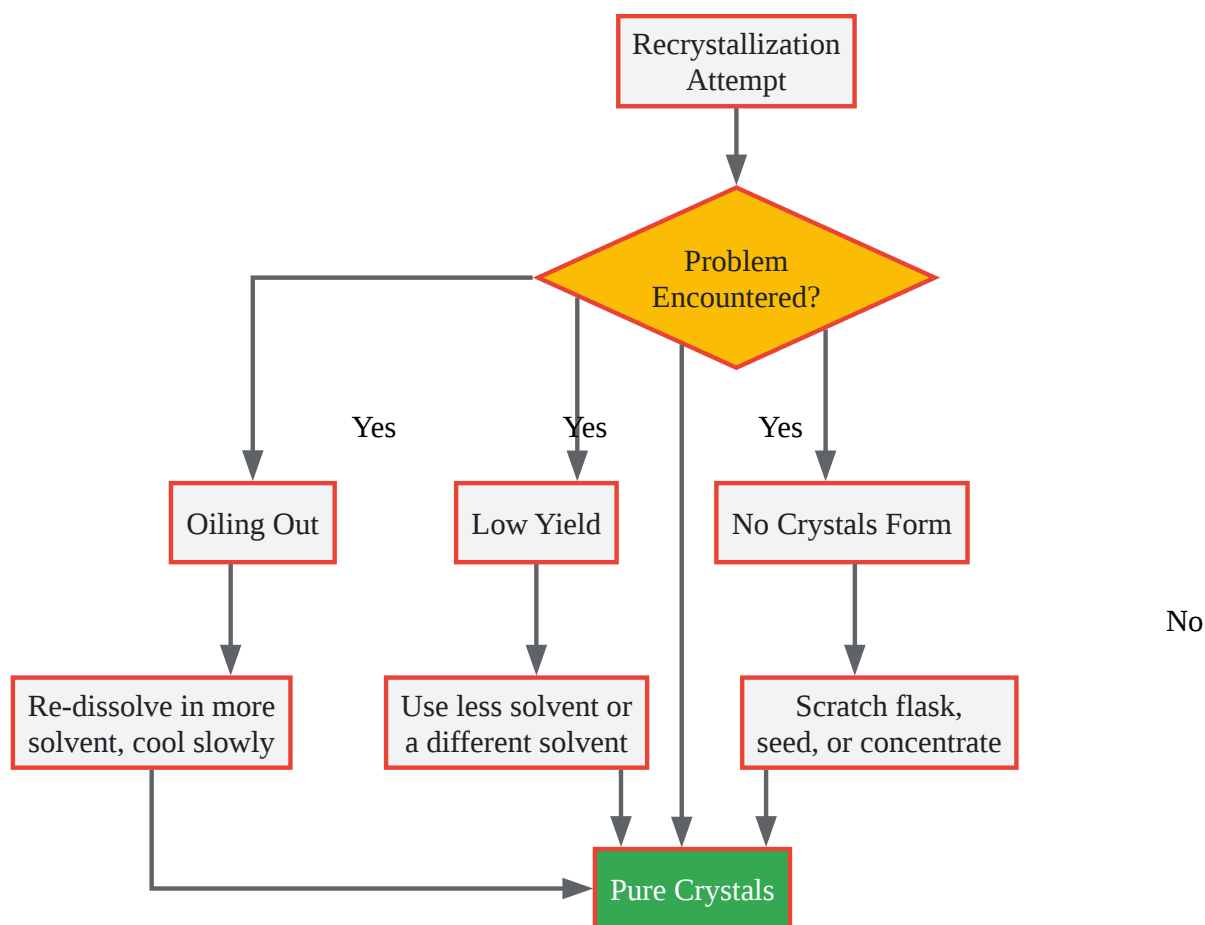 Recrystallization
Attempt
Problem
Encountered?
Yes
Yes
Yes
Oiling Out
Low Yield
No Crystals Form
No
Re-dissolve in more
solvent, cool slowly
Use less solvent or
a different solvent
Scratch flask,
seed, or concentrate
Pure Crystals